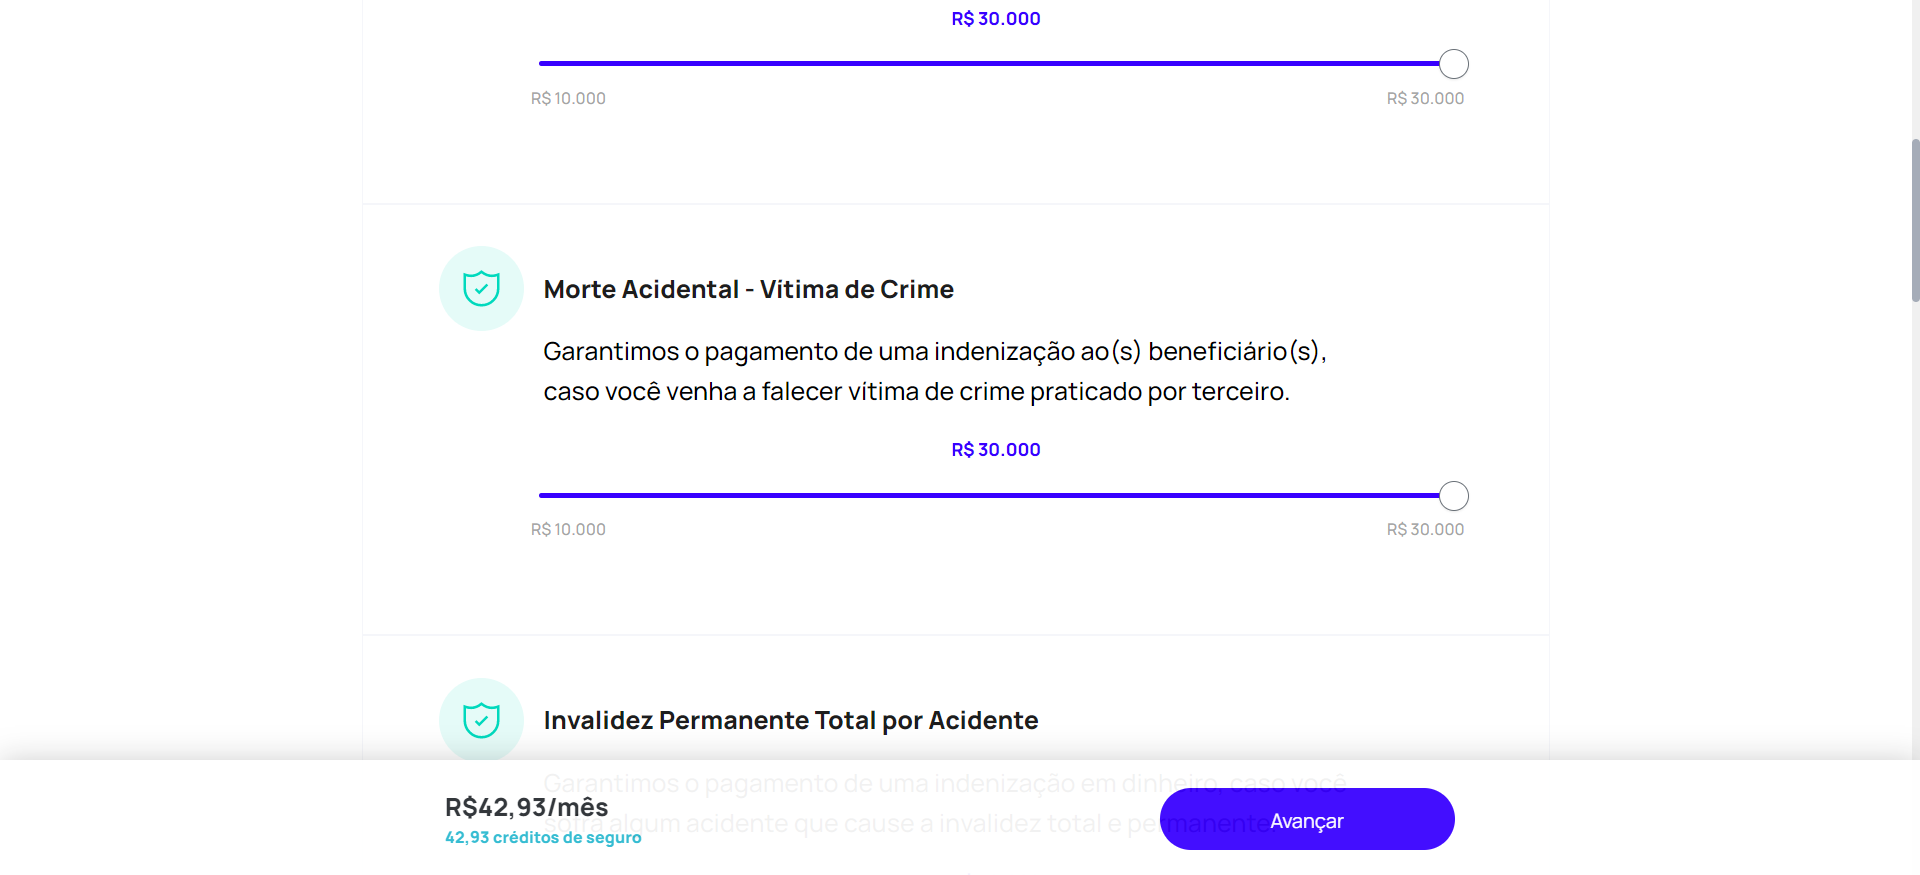 R$ 30.000
R$ 10.000
R$ 30.000
Morte Acidental - Vítima de Crime
Garantimos o pagamento de uma indenização ao(s) beneficiário(s),
caso você venha a falecer vítima de crime praticado por terceiro.
R$ 30.000
R$ 10.000
R$ 30.000
Invalidez Permanente Total por Acidente
Garantimos o pagamento de uma indenização em dinheiro, caso você
sofra algum acidente que cause a invalidez total e permanente
R$42,93/mês
42,93 créditos de seguro
Avançar